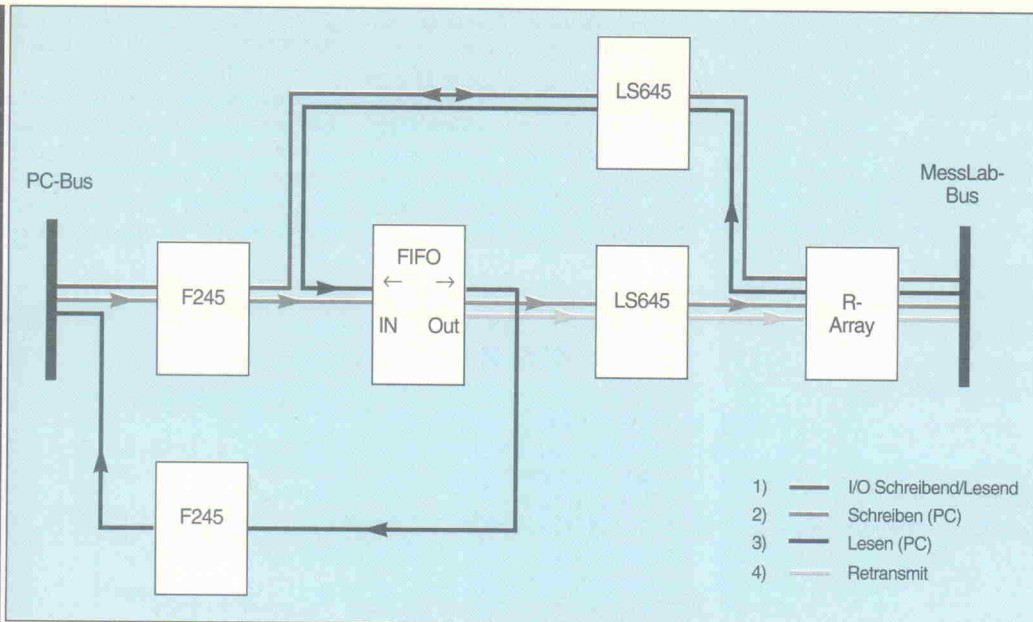 LS645
PC-Bus
MessLab-
Bus
F245
FIFO
← →
IN Out
LS645
R-
Array
F245
1) I/O Schreibend/Lesend
2) Schreiben (PC)
3) Lesen (PC)
4) Retransmit